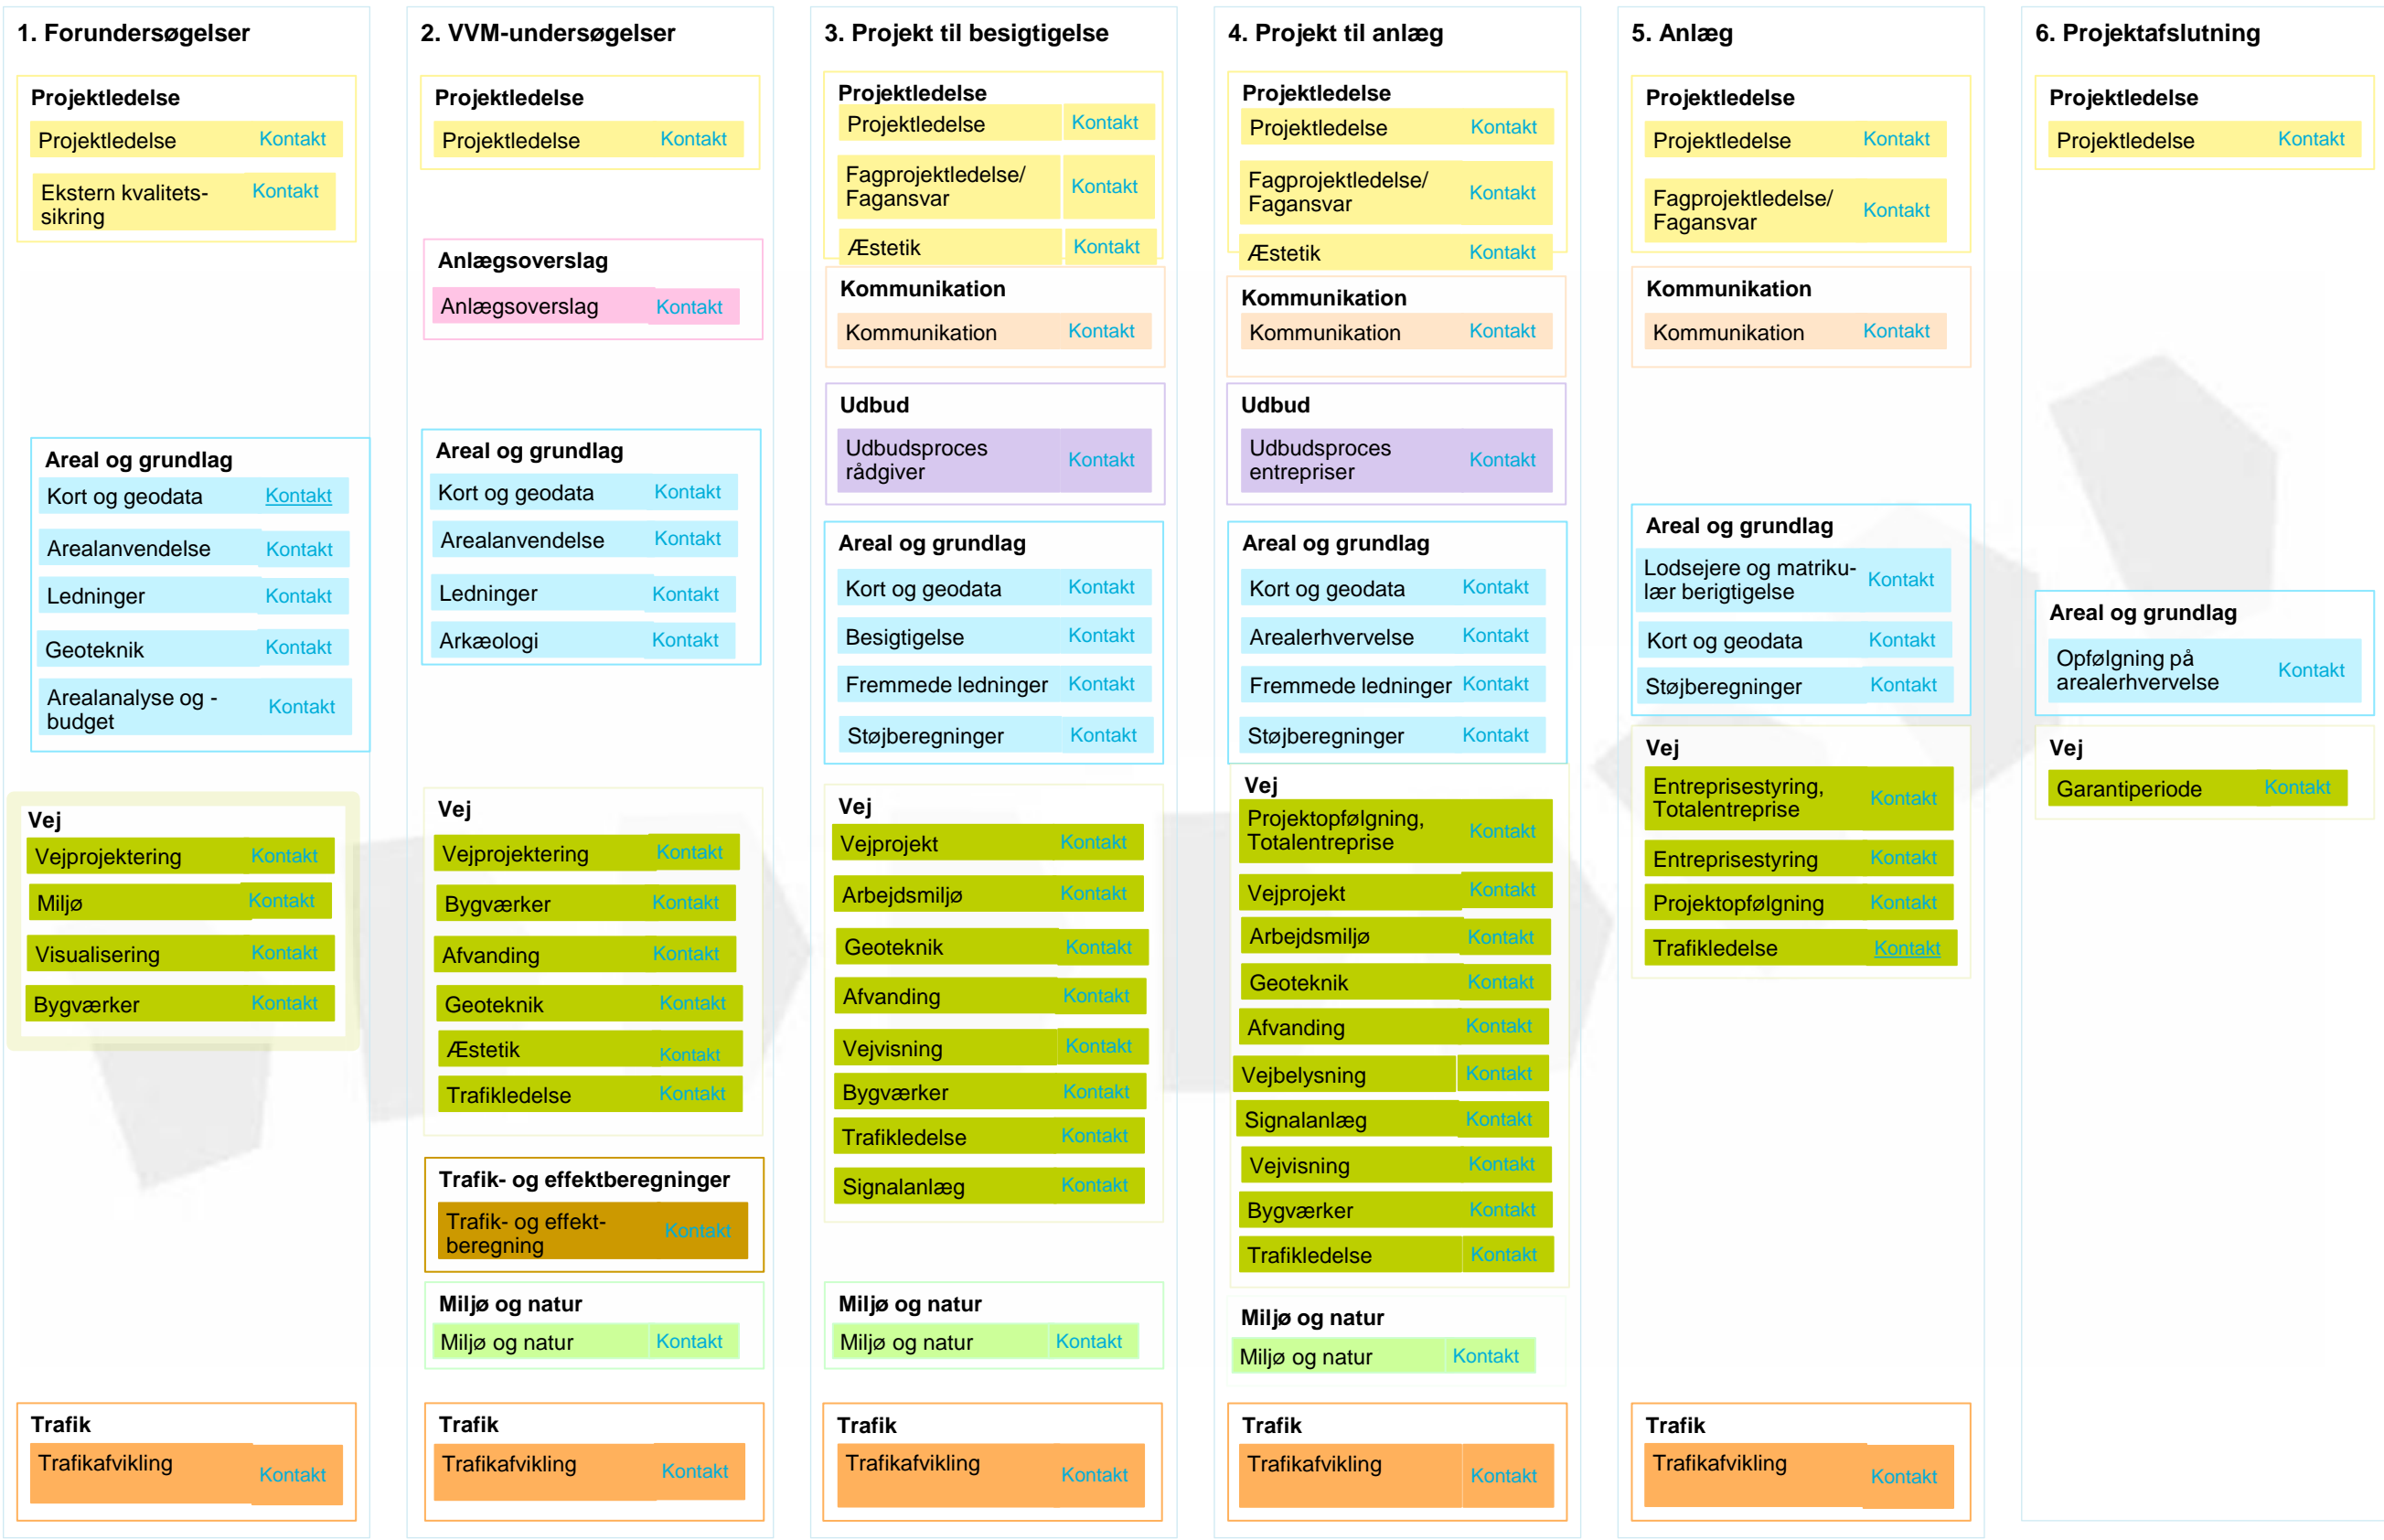 1. Forundersøgelser
Projektledelse
Projektledelse Kontakt
Ekstern kvalitets- Kontakt
sikring
Areal og grundlag
Kort og geodata Kontakt
Arealanvendelse Kontakt
Ledninger Kontakt
Geoteknik Kontakt
Arealanalyse og - Kontakt
budget
Vej
Vejprojektering Kontakt
Miljø Kontakt
Visualisering Kontakt
Bygværker Kontakt
Trafik
Trafikafvikling Kontakt
2. VVM-undersøgelser
Projektledelse
Projektledelse Kontakt
Anlægsoverslag
Anlægsoverslag Kontakt
Areal og grundlag
Kort og geodata Kontakt
Arealanvendelse Kontakt
Ledninger Kontakt
Arkæologi Kontakt
Vej
Vejprojektering Kontakt
Bygværker Kontakt
Afvanding Kontakt
Geoteknik Kontakt
Æstetik Kontakt
Trafikledelse Kontakt
Trafik- og effektberegninger
Trafik- og effekt- Kontakt
beregning
Miljø og natur
Miljø og natur Kontakt
Trafik
Trafikafvikling Kontakt
3. Projekt til besigtigelse
Projektledelse
Projektledelse Kontakt
Fagprojektledelse/ Kontakt
Fagansvar
Æstetik Kontakt
Kommunikation
Kommunikation Kontakt
Udbud
Udbudsproces Kontakt
rådgiver
Areal og grundlag
Kort og geodata Kontakt
Besigtigelse Kontakt
Fremmede ledninger Kontakt
Støjberegninger Kontakt
Vej
Vejprojekt Kontakt
Arbejdsmiljø Kontakt
Geoteknik Kontakt
Afvanding Kontakt
Vejvisning Kontakt
Bygværker Kontakt
Trafikledelse Kontakt
Signalanlæg Kontakt
Miljø og natur
Miljø og natur Kontakt
Trafik
Trafikafvikling Kontakt
4. Projekt til anlæg
Projektledelse
Projektledelse Kontakt
Fagprojektledelse/ Kontakt
Fagansvar
Æstetik Kontakt
Kommunikation
Kommunikation Kontakt
Udbud
Udbudsproces Kontakt
entrepriser
Areal og grundlag
Kort og geodata Kontakt
Arealerhvervelse Kontakt
Fremmede ledninger Kontakt
Støjberegninger Kontakt
Vej
Projektopfølgning, Kontakt
Totalentreprise
Vejprojekt Kontakt
Arbejdsmiljø Kontakt
Geoteknik Kontakt
Afvanding Kontakt
Vejbelysning Kontakt
Signalanlæg Kontakt
Vejvisning Kontakt
Bygværker Kontakt
Trafikledelse Kontakt
Miljø og natur
Miljø og natur Kontakt
Trafik
Trafikafvikling Kontakt
5. Anlæg
Projektledelse
Projektledelse Kontakt
Fagprojektledelse/ Kontakt
Fagansvar
Kommunikation
Kommunikation Kontakt
Areal og grundlag
Lodsejere og matriku- Kontakt
lær berigtigelse
Kort og geodata Kontakt
Støjberegninger Kontakt
Vej
Entreprisestyring, Kontakt
Totalentreprise
Entreprisestyring Kontakt
Projektopfølgning Kontakt
Trafikledelse Kontakt
Trafik
Trafikafvikling Kontakt
6. Projektafslutning
Projektledelse
Projektledelse Kontakt
Areal og grundlag
Opfølgning på Kontakt
arealerhvervelse
Vej
Garantiperiode Kontakt